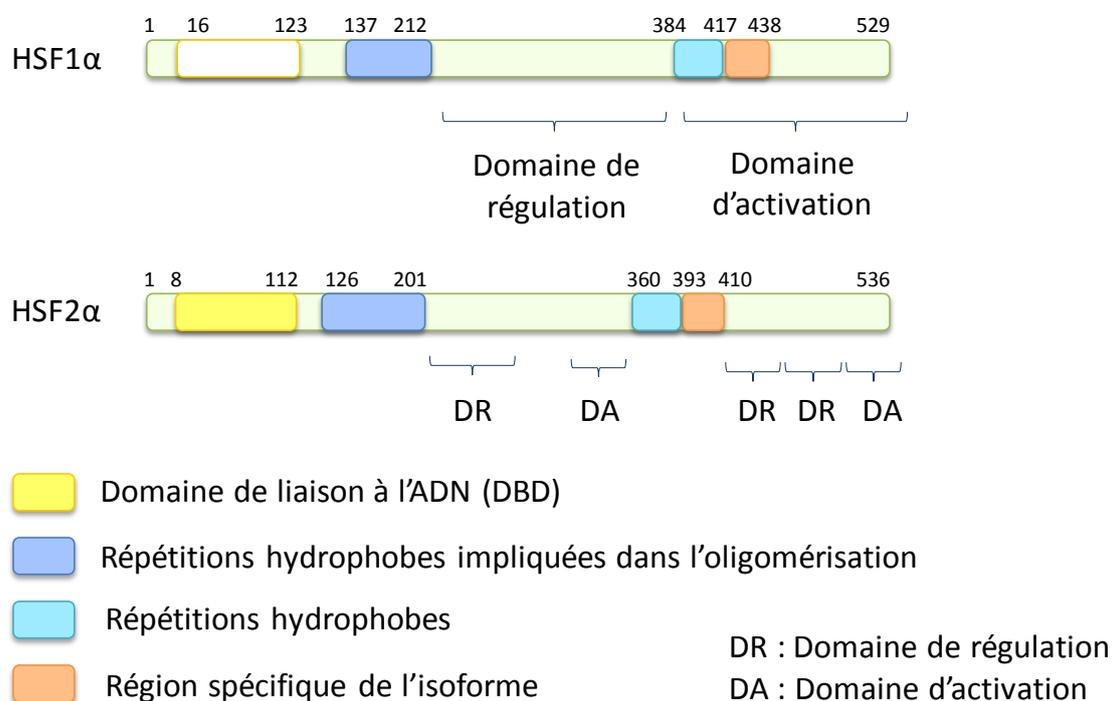 1 16 123 137 212 384 417 438 529
HSF1α
Domaine de
régulation
Domaine
d’activation
1 8 112 126 201 360 393 410 536
HSF2α
DR DA DR DR DA
Domaine de liaison à l’ADN (DBD)
Répétitions hydrophobes impliquées dans l’oligomérisation
Répétitions hydrophobes
Région spécifique de l’isoforme
DR : Domaine de régulation
DA : Domaine d’activation